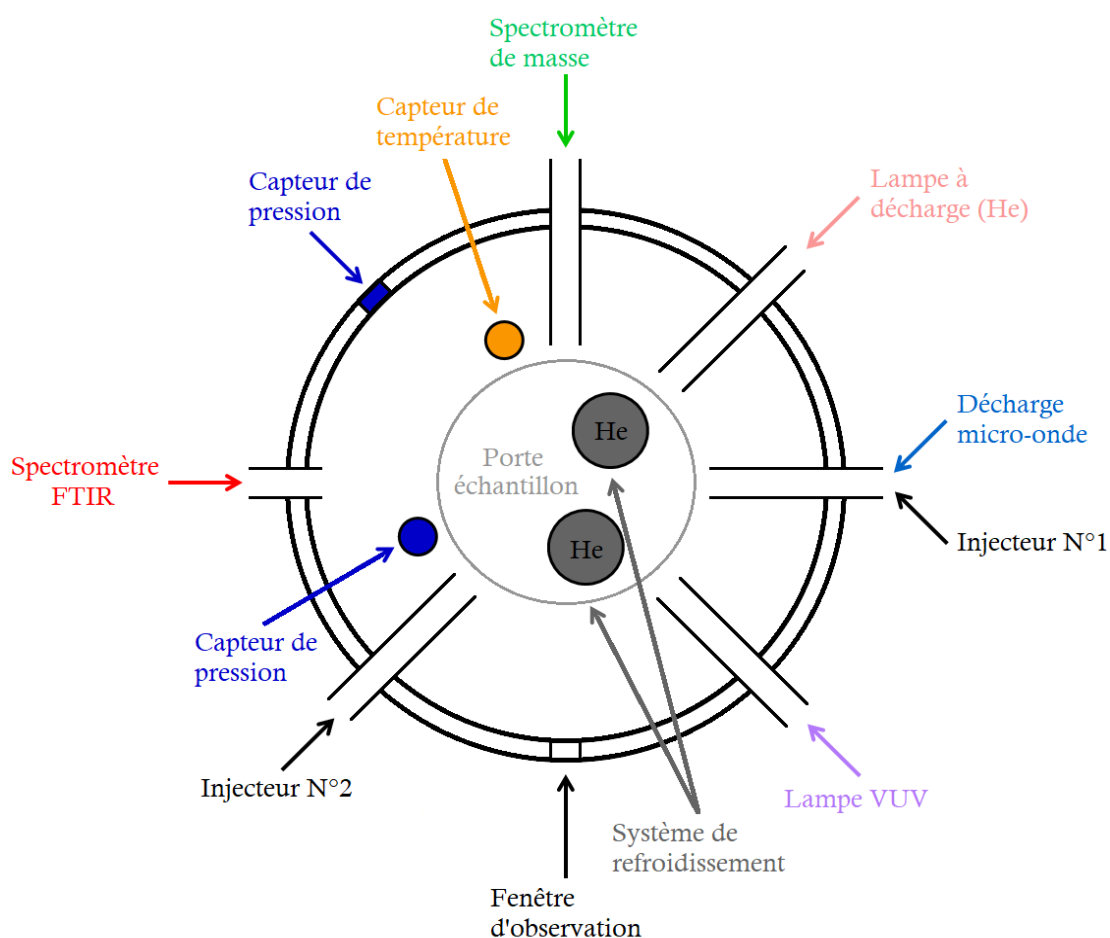 Spectromètre
de masse
Capteur de
température
Capteur de
pression
Lampe à
décharge (He)
Décharge
micro-onde
He
Porte
échantillon
Spectromètre
FTIR
He
Injecteur N°1
Capteur de
pression
Injecteur N°2
Lampe VUV
Système de
refroidissement
Fenêtre
d'observation